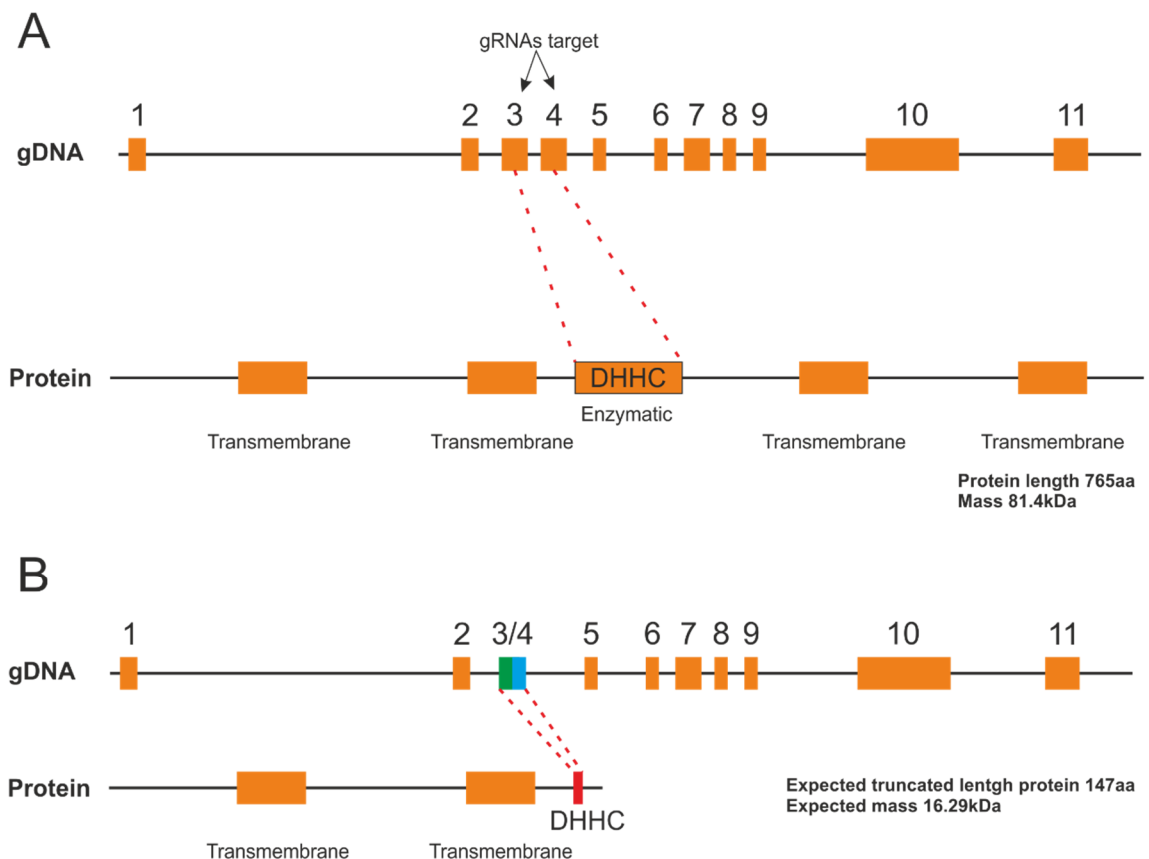 A
gRNAs target
1 2 3 4 5 6 7 8 9 10 11
gDNA
Protein
DHHC
Enzymatic
Transmembrane Transmembrane Transmembrane Transmembrane
Protein length 765aa
Mass 81.4kDa
B
1 2 3/4 5 6 7 8 9 10 11
gDNA
Protein
Expected truncated lentgh protein 147aa
Expected mass 16.29kDa
DHHC
Transmembrane Transmembrane